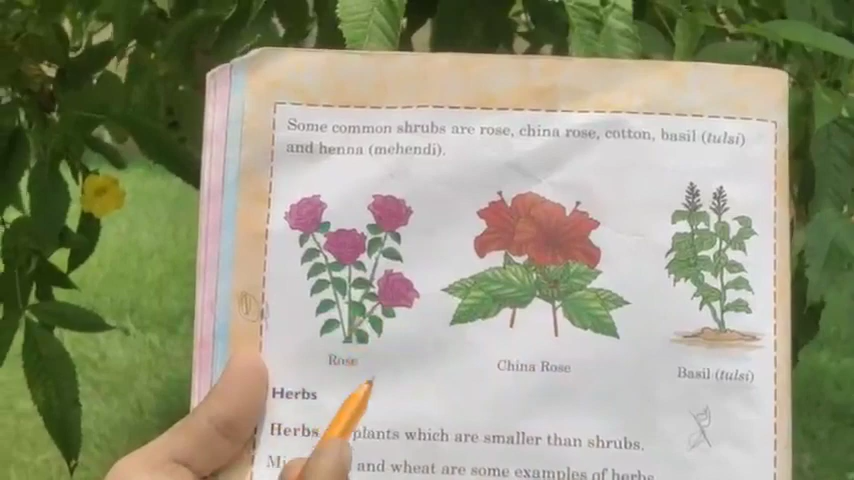 Some common shrubs are rose, china rose, cotton, basil (tulsi)
and henna (mehendi).
Rose
China Rose
Basil (tulsi)
Herbs
Herbs plants which are smaller than shrubs.
and wheat are some examples of herbs